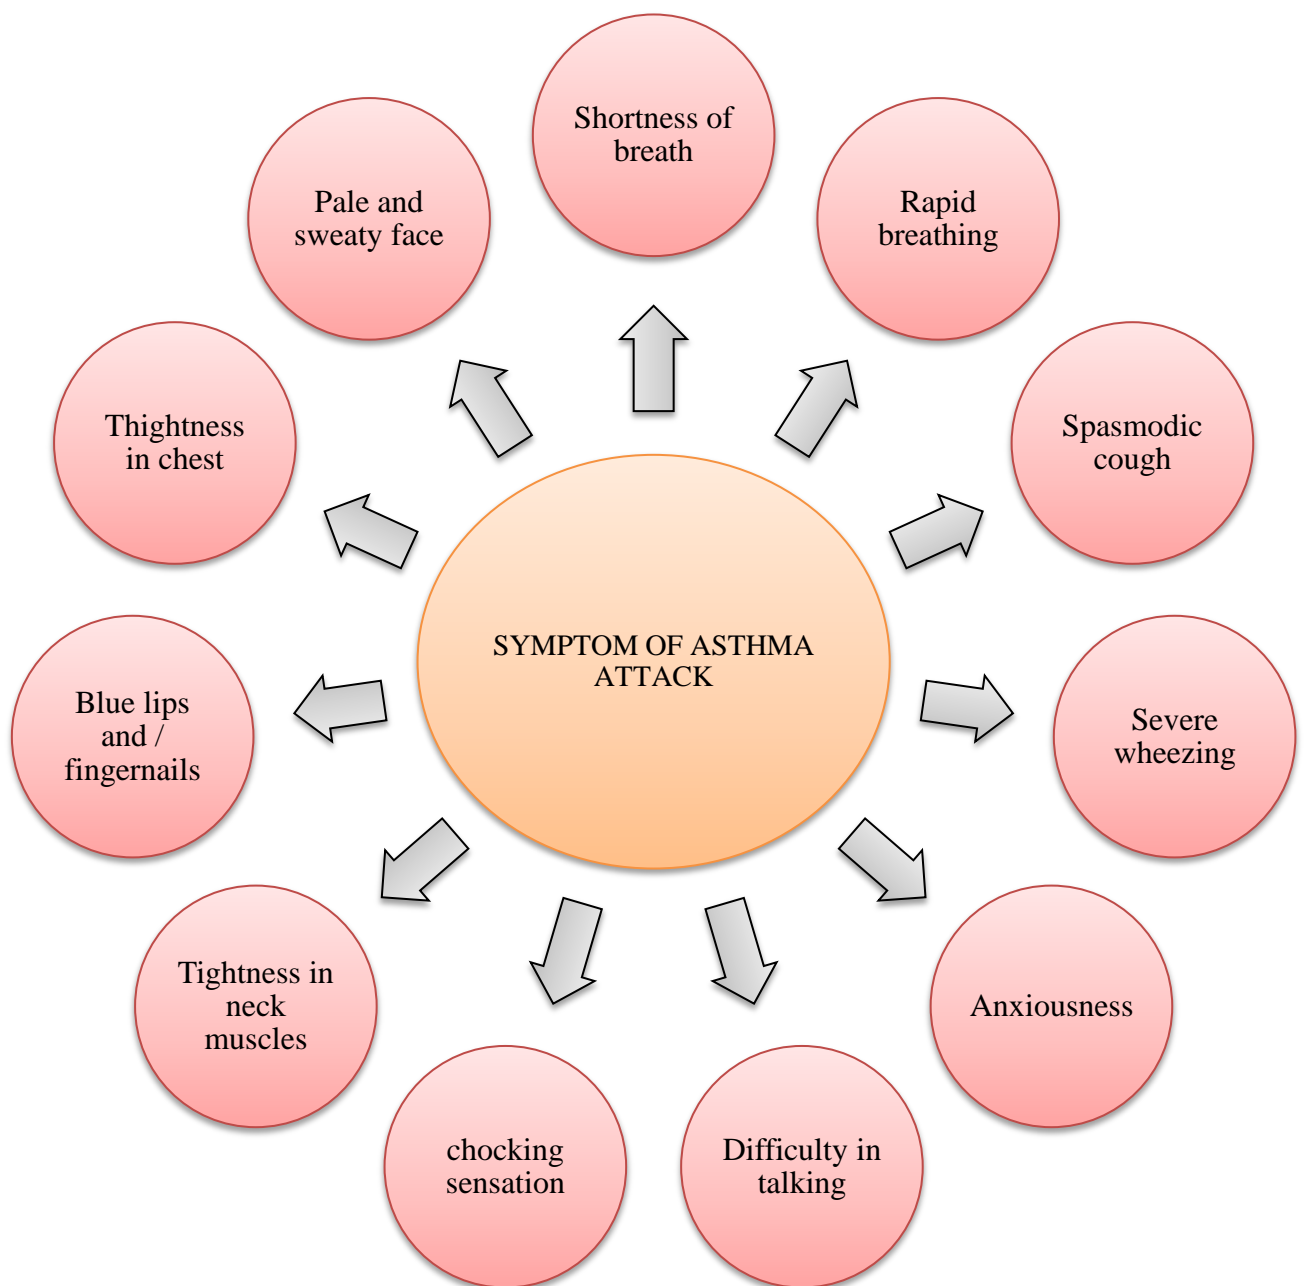 Shortness of
breath
Rapid
breathing
Spasmodic
cough
Severe
wheezing
Anxiousness
Difficulty in
talking
chocking
sensation
Tightness in
neck
muscles
Blue lips
and /
fingernails
Thightness
in chest
Pale and
sweaty face
SYMPTOM OF ASTHMA
ATTACK